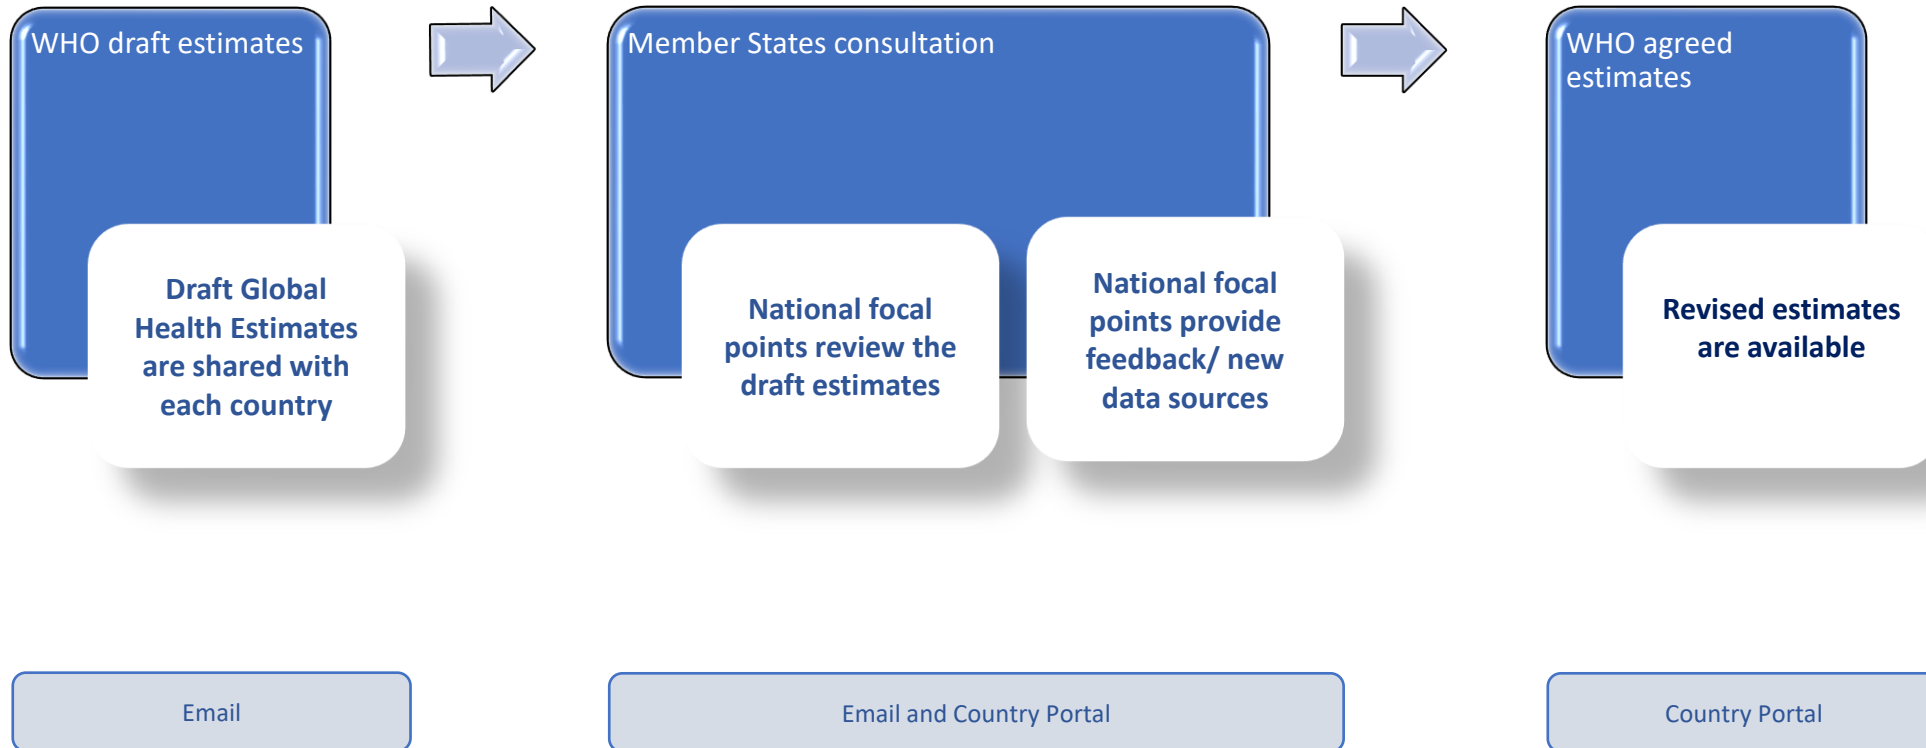 WHO draft estimates
Draft Global
Health Estimates
are shared with
each country
Member States consultation
National focal
points review the
draft estimates
National focal
points provide
feedback/ new
data sources
WHO agreed
estimates
Revised estimates
are available
Email
Email and Country Portal
Country Portal